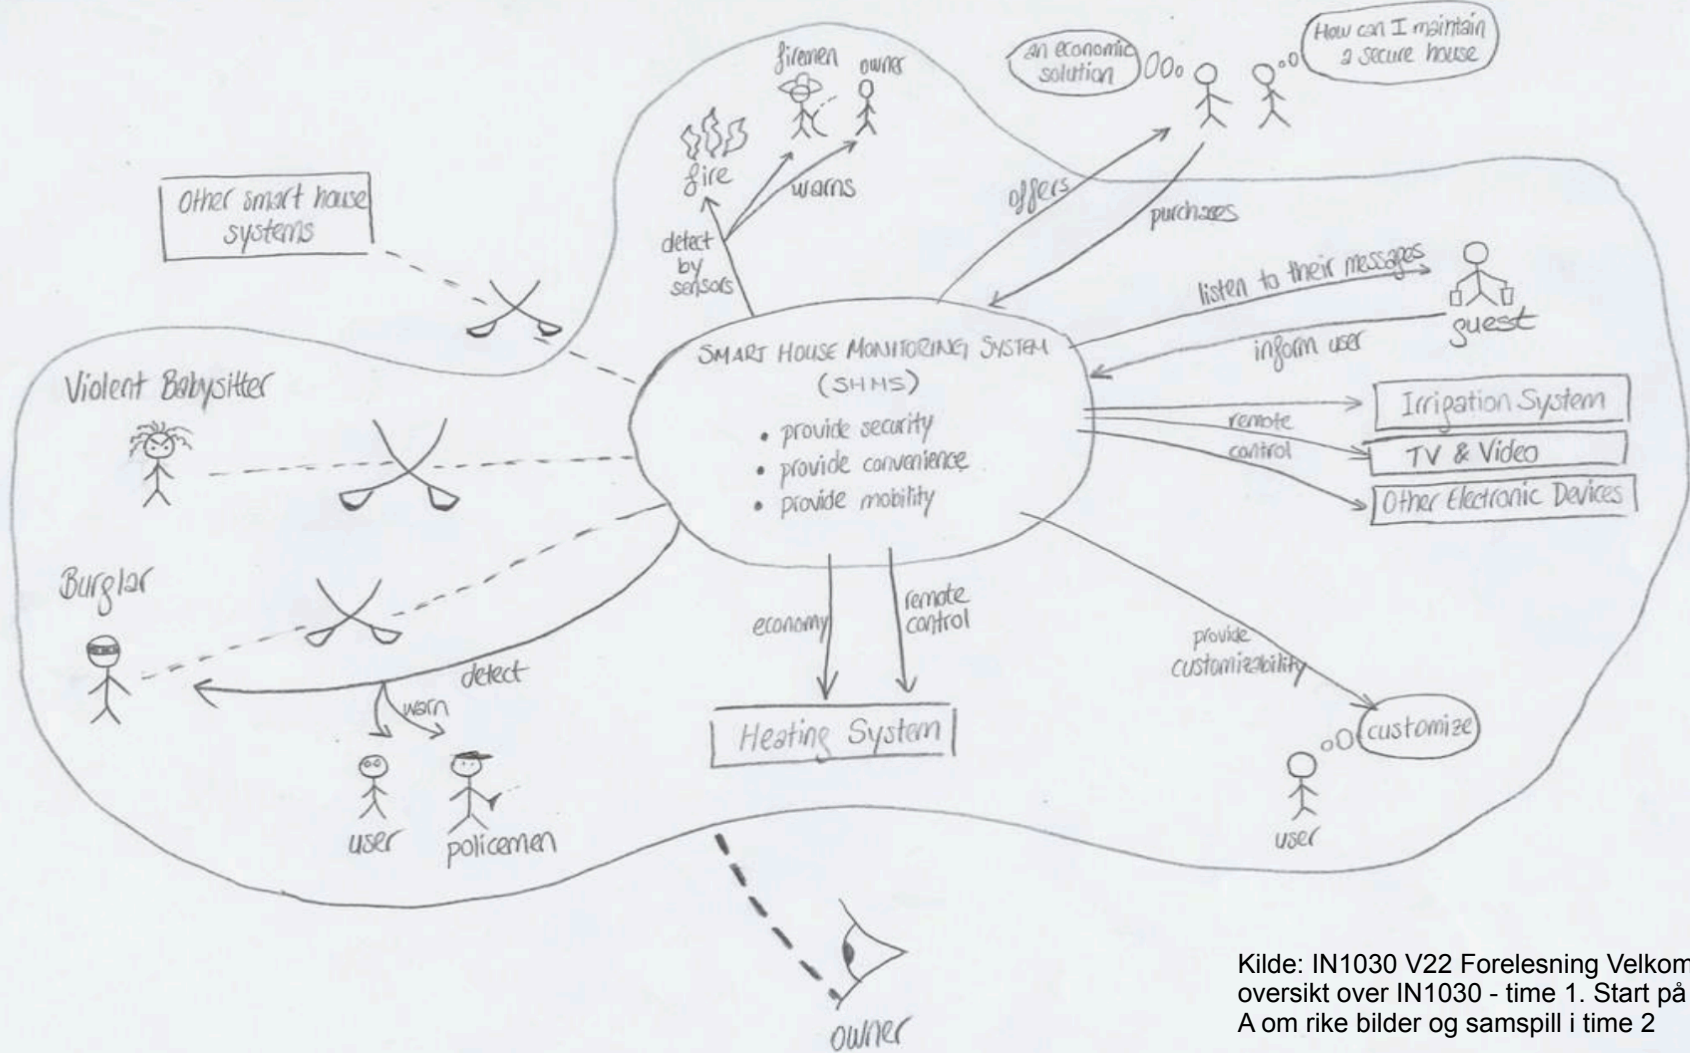 firemen
owner
an economic
solution
How can I maintain
a secure house
fire
warns
detect
by
sensors
offers
purchases
Other smart house
systems
listen to their messages
guest
inform user
SMART HOUSE MONITORING SYSTEM
(SHMS)
• provide security
• provide convenience
• provide mobility
Irrigation System
remote
control
TV & Video
Other Electronic Devices
Violent Babysitter
Burglar
detect
warn
user
policemen
economy
remote
control
Heating System
provide
customizability
customize
user
owner
Kilde: IN1030 V22 Forelesning Velkom
oversikt over IN1030 - time 1. Start på
A om rike bilder og samspill i time 2